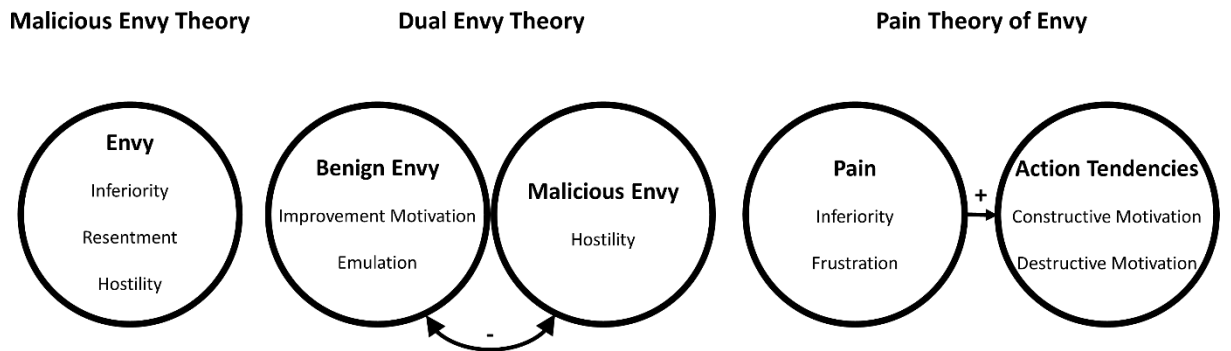 Malicious Envy Theory
Dual Envy Theory
Pain Theory of Envy
Envy
Inferiority
Resentment
Hostility
Benign Envy
Improvement Motivation
Emulation
-
Malicious Envy
Hostility
Pain
Inferiority
Frustration
+
Action Tendencies
Constructive Motivation
Destructive Motivation